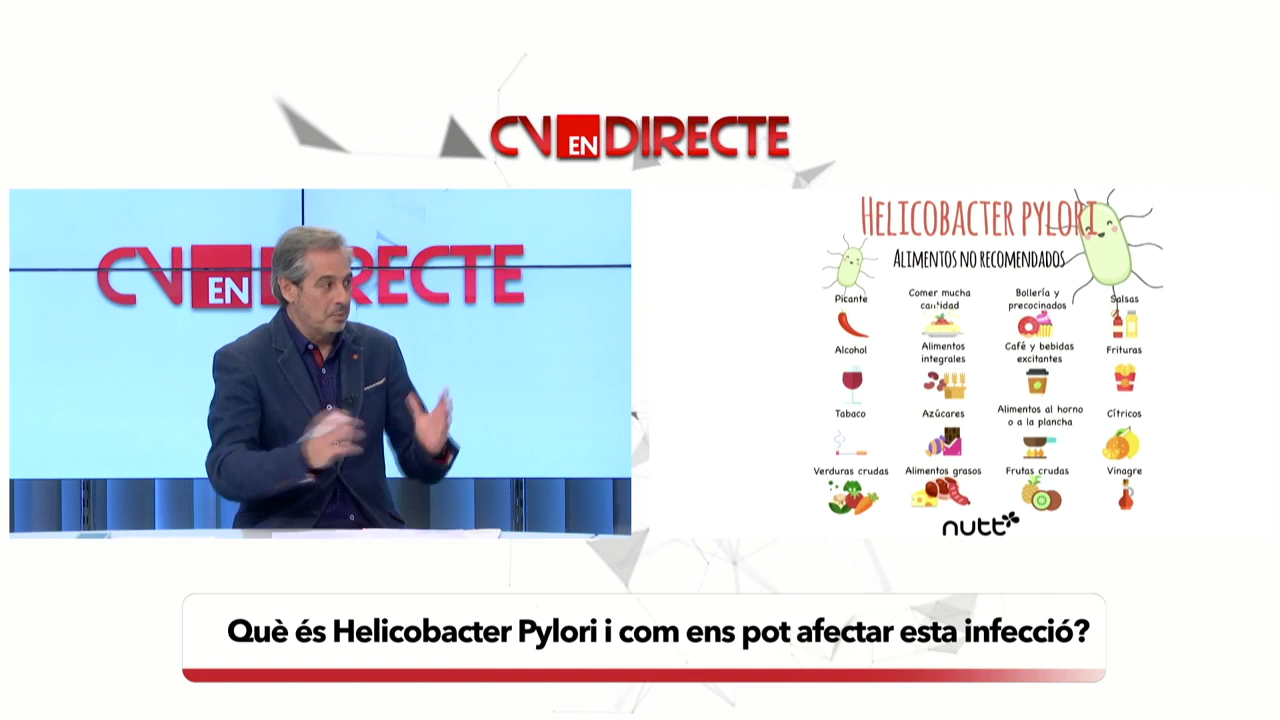 CV EN DIRECTE
CV EN DIRECTE
HELICOBACTER PYLORI
ALIMENTOS NO RECOMENDADOS
Picante
Comer mucha
cantidad
Bollería y
precocinados
Salsas
Alcohol
Alimentos
integrales
Café y bebidas
excitantes
Frituras
Tabaco
Azúcares
Alimentos al horno
o a la plancha
Cítricos
Verduras crudas
Alimentos grasos
Frutas crudas
Vinagre
nutt
Què és Helicobacter Pylori i com ens pot afectar esta infecció?